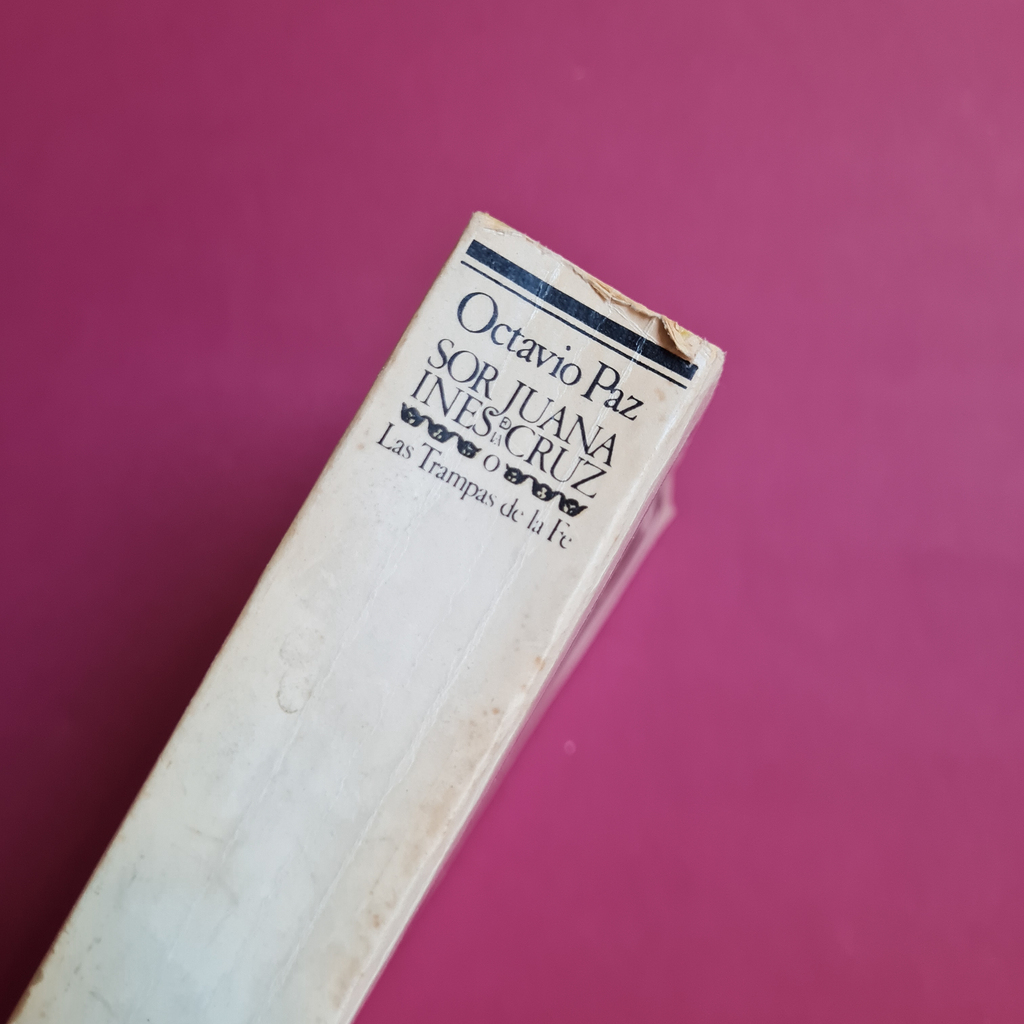 Octavio Paz
SOR JUANA
INES DE LA CRUZ
o
Las Trampas de la Fe